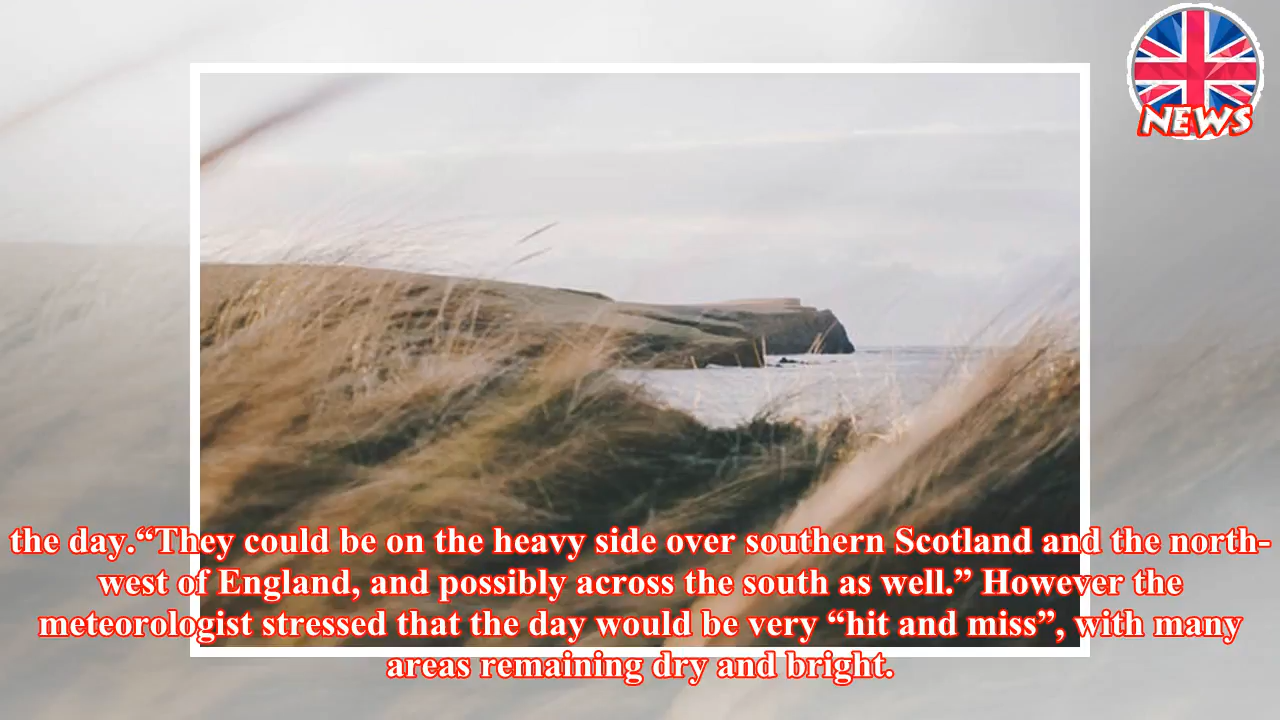 NEWS
the day.“They could be on the heavy side over southern Scotland and the north-
west of England, and possibly across the south as well.” However the
meteorologist stressed that the day would be very “hit and miss”, with many
areas remaining dry and bright.